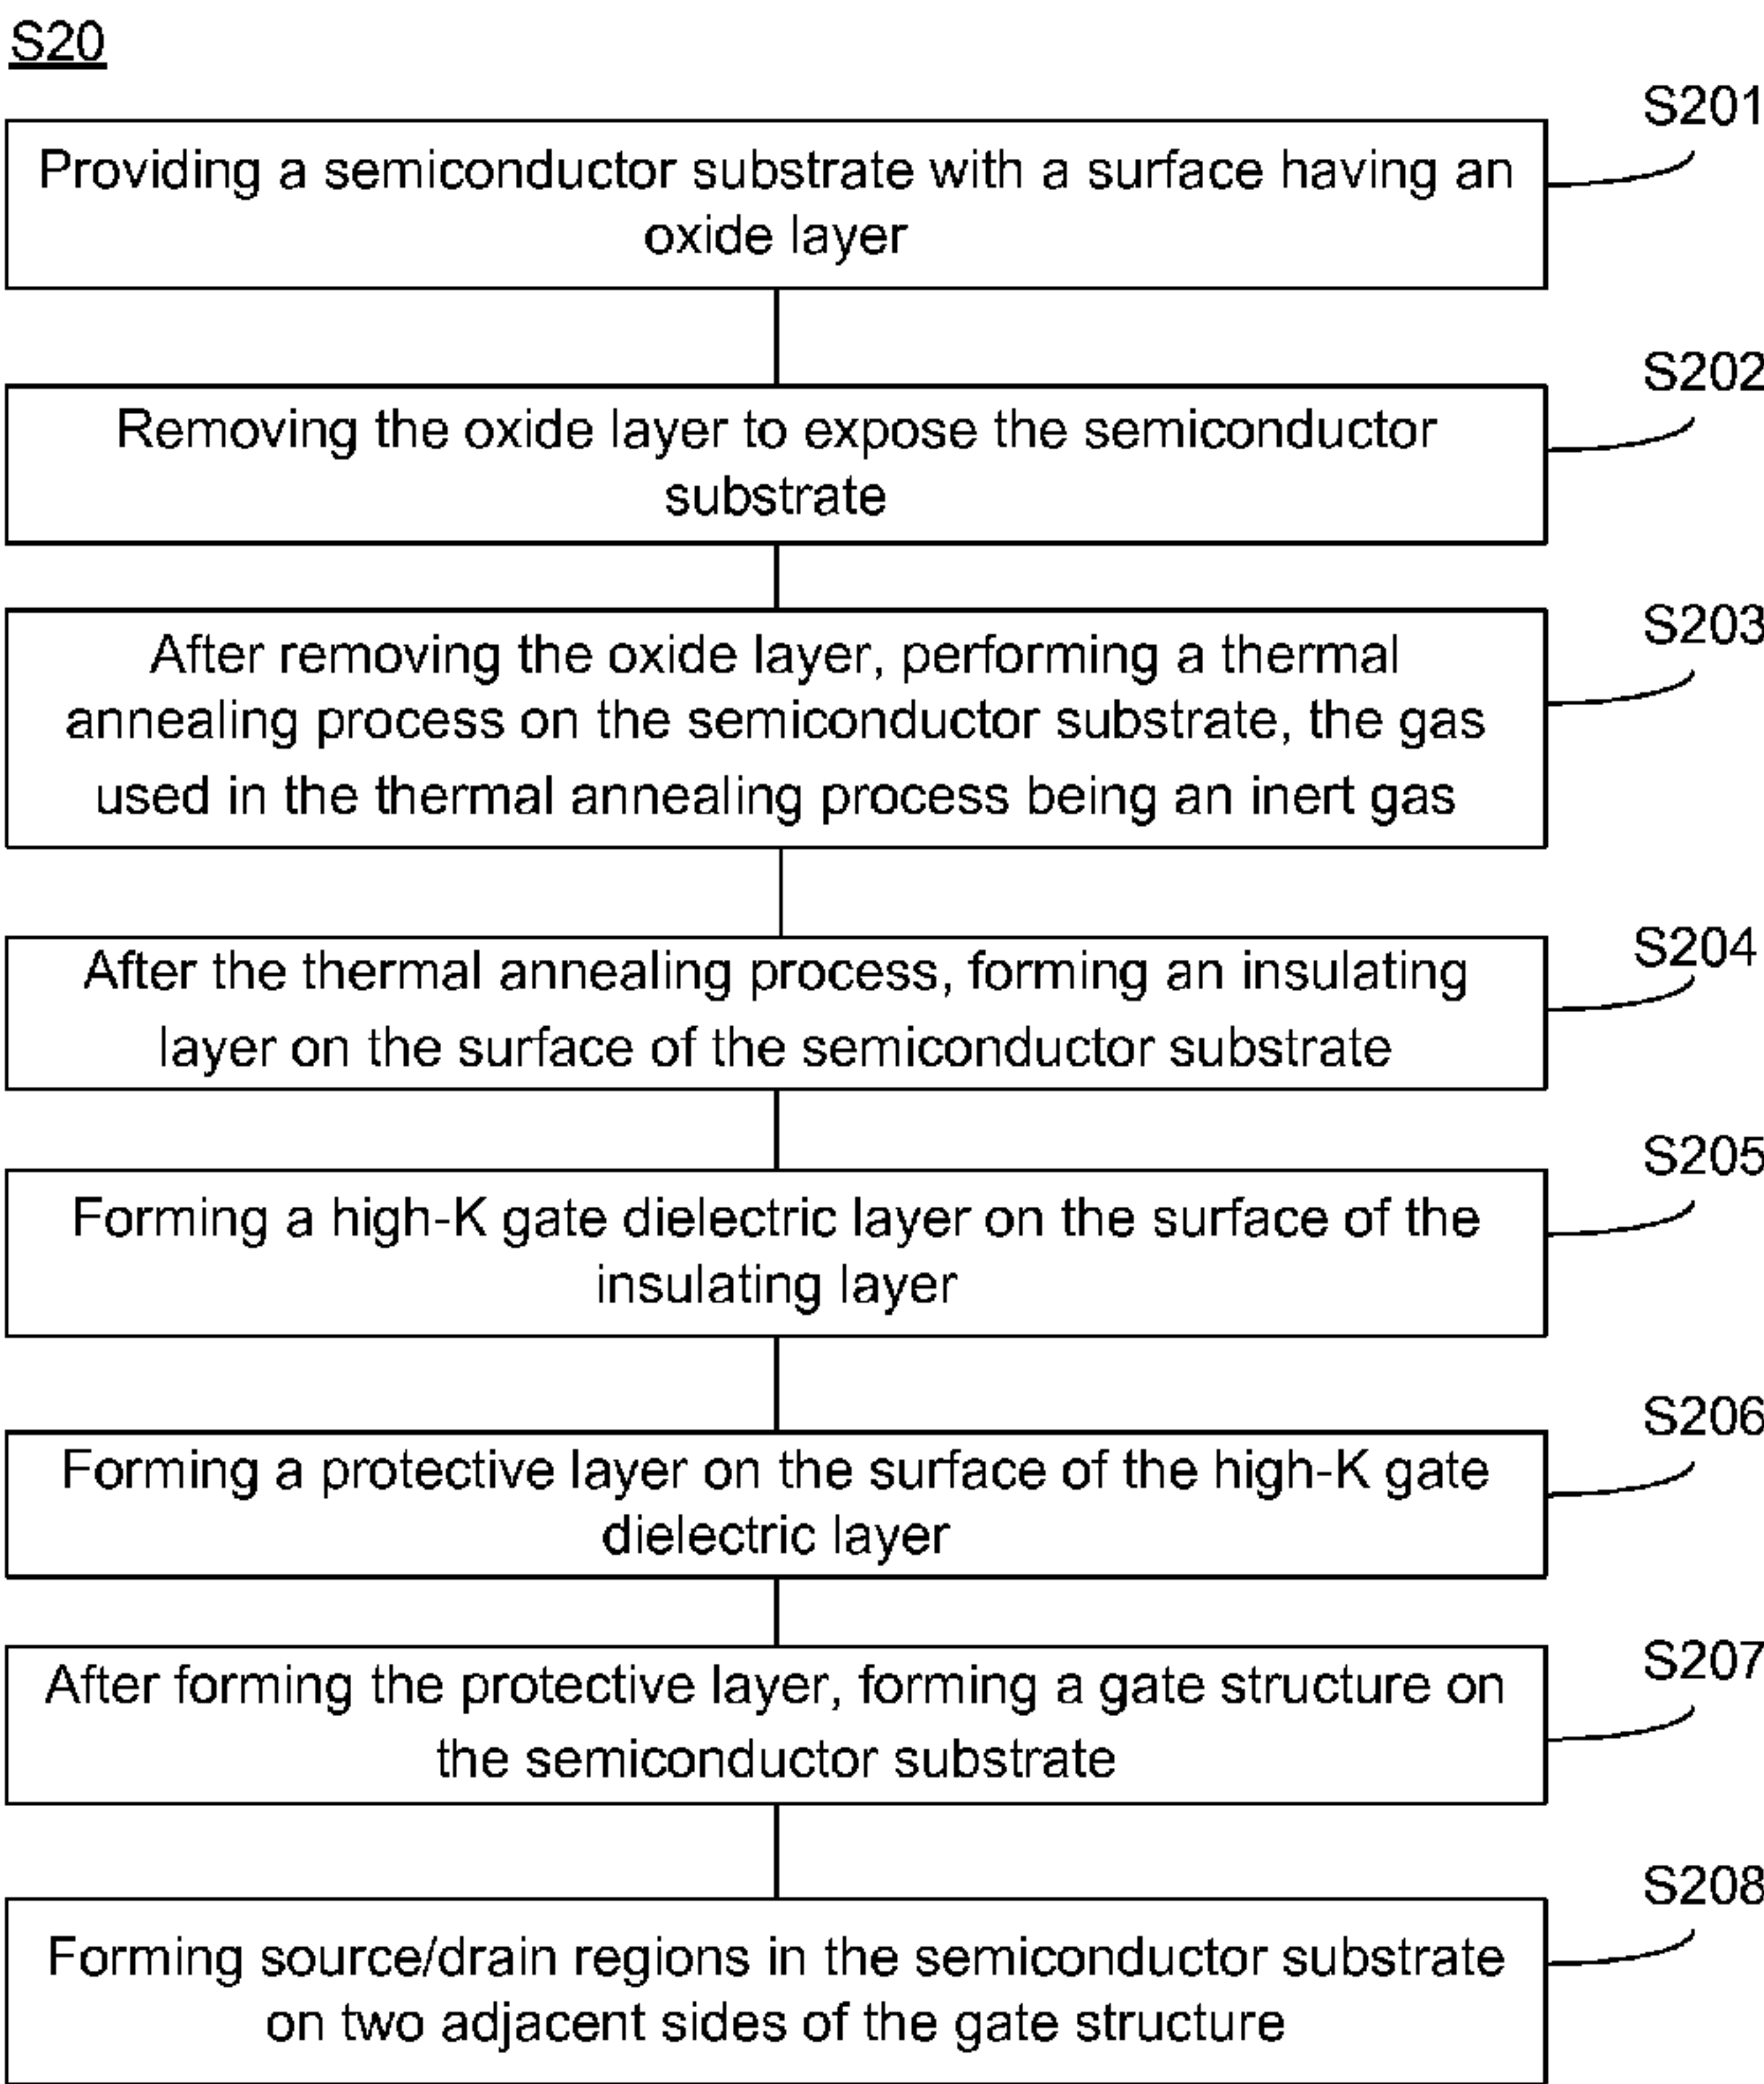 S20
S201
Providing a semiconductor substrate with a surface having an
oxide layer
S202
Removing the oxide layer to expose the semiconductor
substrate
S203
After removing the oxide layer, performing a thermal
annealing process on the semiconductor substrate, the gas
used in the thermal annealing process being an inert gas
S204
After the thermal annealing process, forming an insulating
layer on the surface of the semiconductor substrate
S205
Forming a high-K gate dielectric layer on the surface of the
insulating layer
S206
Forming a protective layer on the surface of the high-K gate
dielectric layer
S207
After forming the protective layer, forming a gate structure on
the semiconductor substrate
S208
Forming source/drain regions in the semiconductor substrate
on two adjacent sides of the gate structure